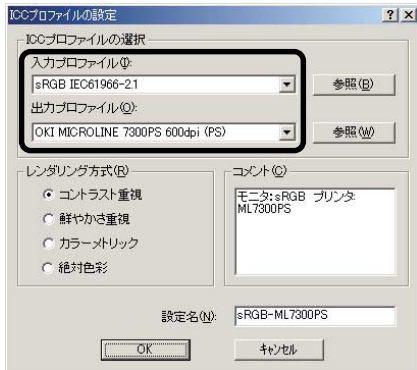 ICCプロファイルの設定
ICCプロファイルの選択
入力プロファイル(I):
sRGB IEC61966-2.1
参照(B)
出力プロファイル(O):
OKI MICROLINE 7300PS 600dpi (PS)
参照(W)
レンダリング方式(R)
コントラスト重視
鮮やかさ重視
カラーメトリック
絶対色彩
コメント(C)
モニタ:sRGB プリンタ:
ML7300PS
設定名(N):
sRGB-ML7300PS
OK
キャンセル